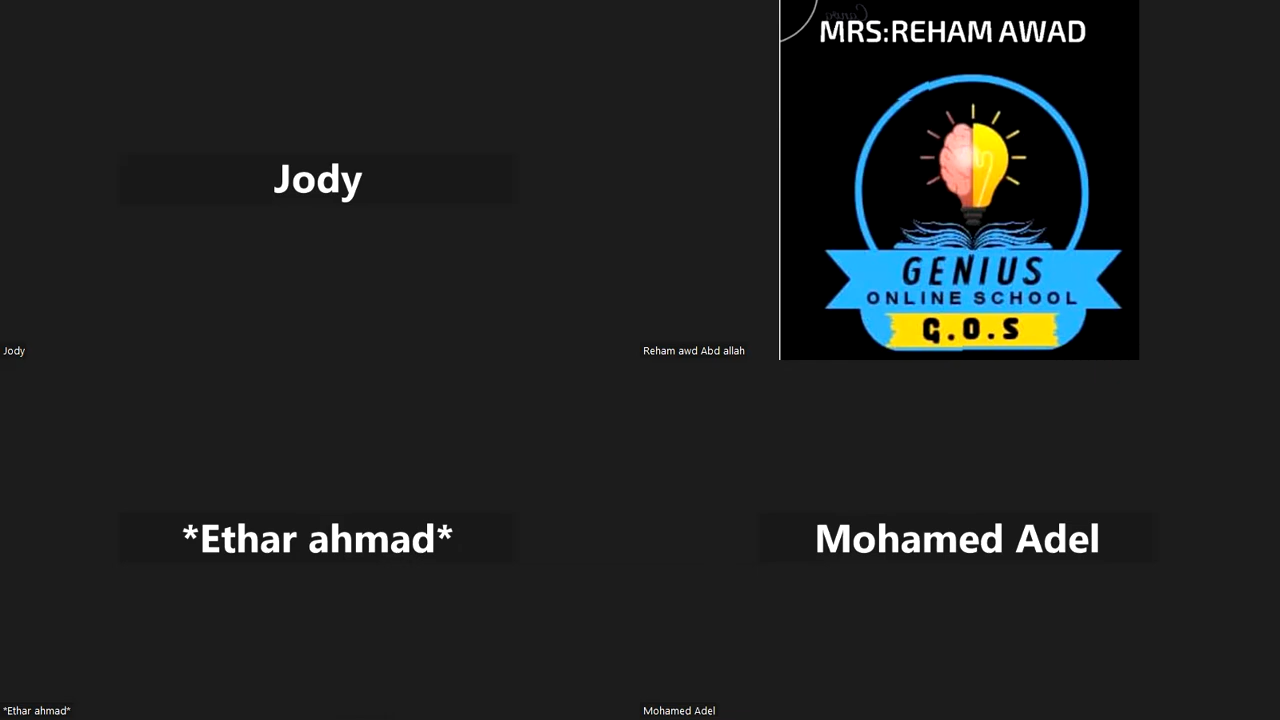 Jody
Jody
MRS:REHAM AWAD
GENIUS
ONLINE SCHOOL
G.O.S
Reham awd Abd allah
*Ethar ahmad*
*Ethar ahmad*
Mohamed Adel
Mohamed Adel